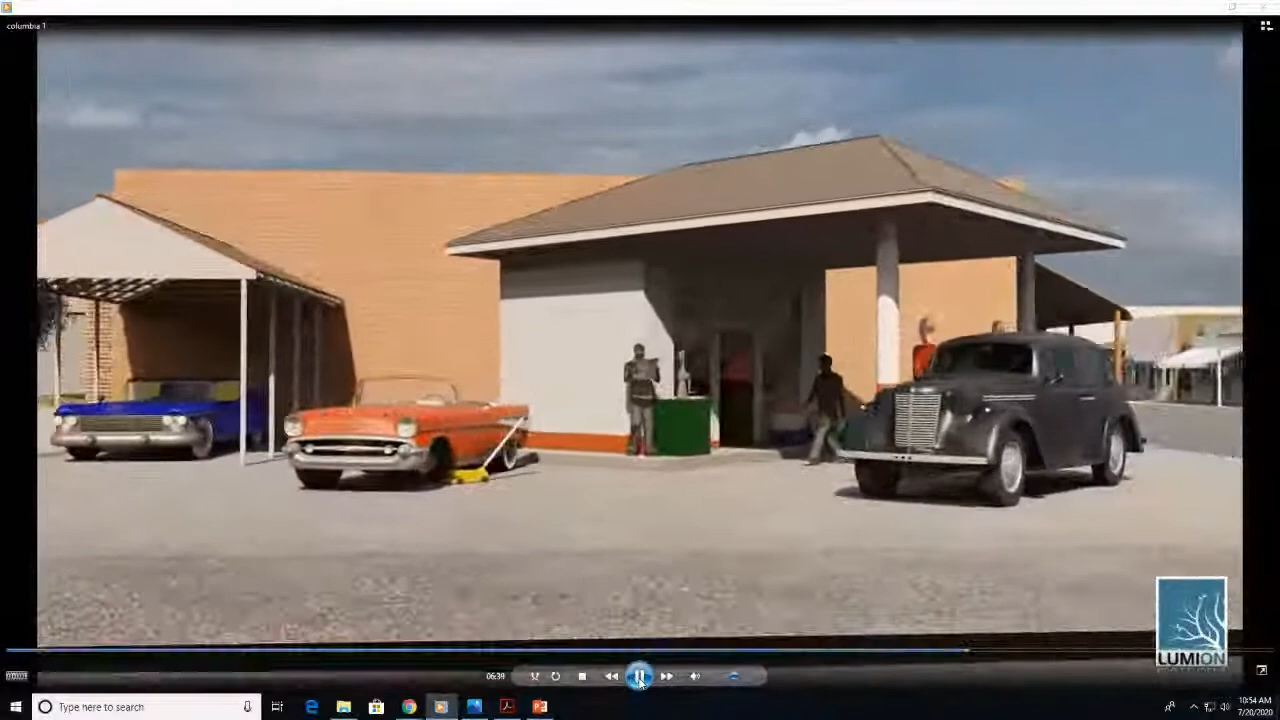 columbia 1
LUMION
06:39
Type here to search
10:54 AM
7/20/2020